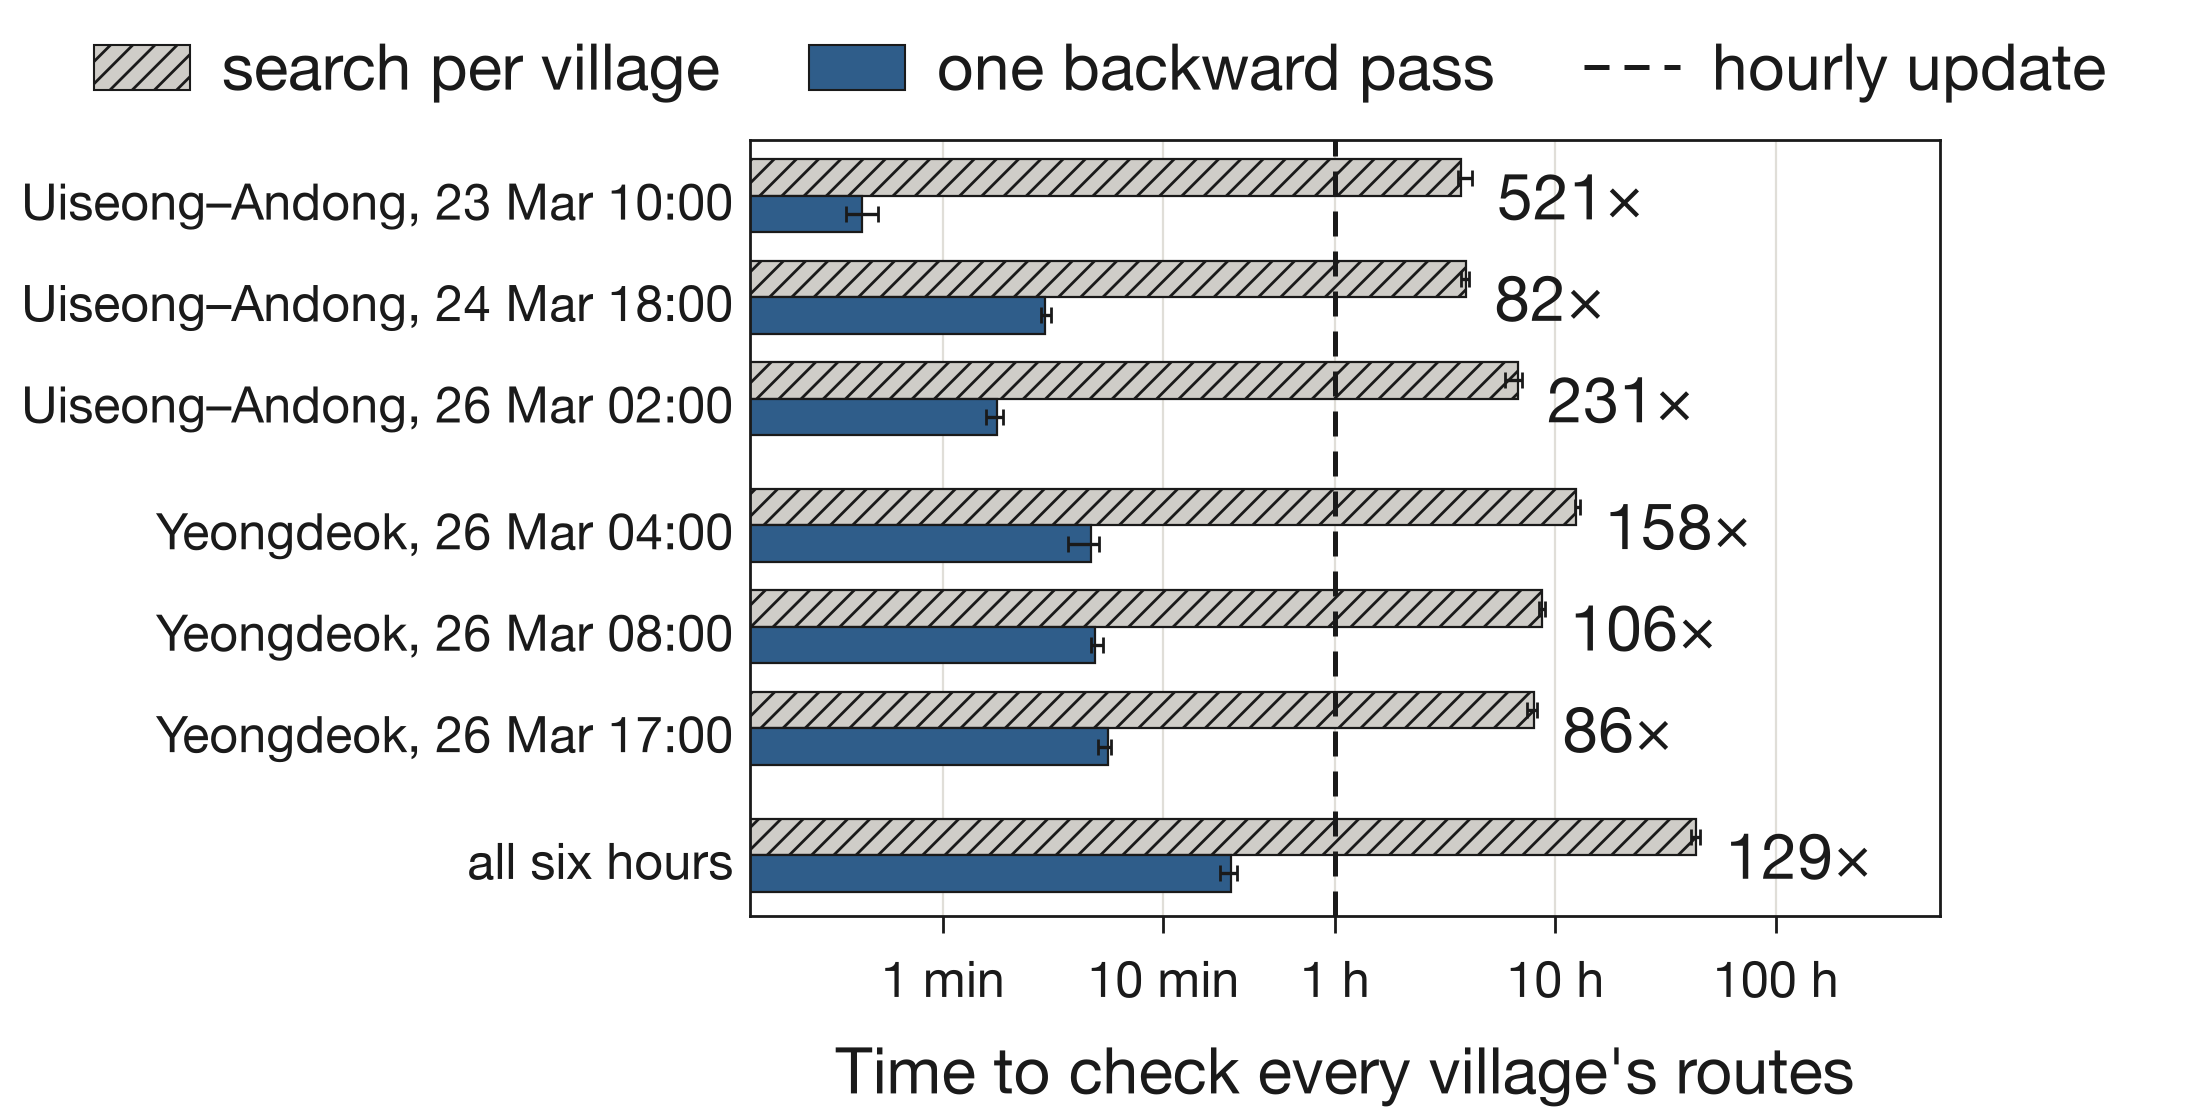 search per village one backward pass hourly update
Uiseong–Andong, 23 Mar 10:00 521×
Uiseong–Andong, 24 Mar 18:00 82×
Uiseong–Andong, 26 Mar 02:00 231×
Yeongdeok, 26 Mar 04:00 158×
Yeongdeok, 26 Mar 08:00 106×
Yeongdeok, 26 Mar 17:00 86×
all six hours 129×
1 min 10 min 1 h 10 h 100 h
Time to check every village's routes